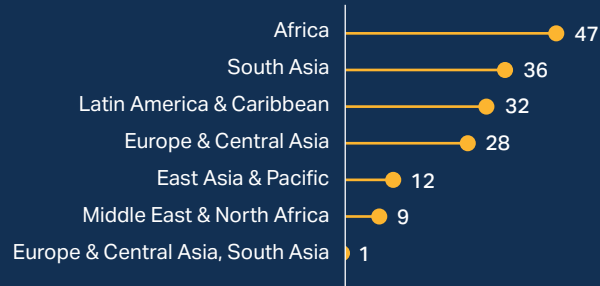 Africa 47
South Asia 36
Latin America & Caribbean 32
Europe & Central Asia 28
East Asia & Pacific 12
Middle East & North Africa 9
Europe & Central Asia, South Asia 1